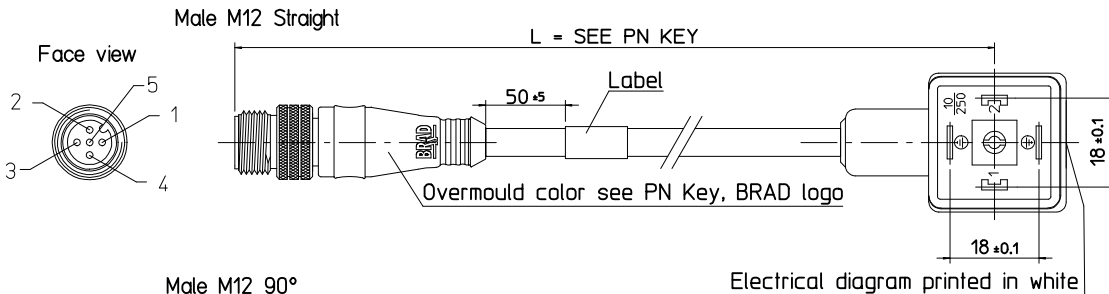 Male M12 Straight
L = SEE PN KEY
Face view
Label
50 ±5
2
5
1
3
4
BRAD
10
250
2
1
18 ±0.1
Overmould color see PN Key, BRAD logo
18 ±0.1
Male M12 90°
Electrical diagram printed in white